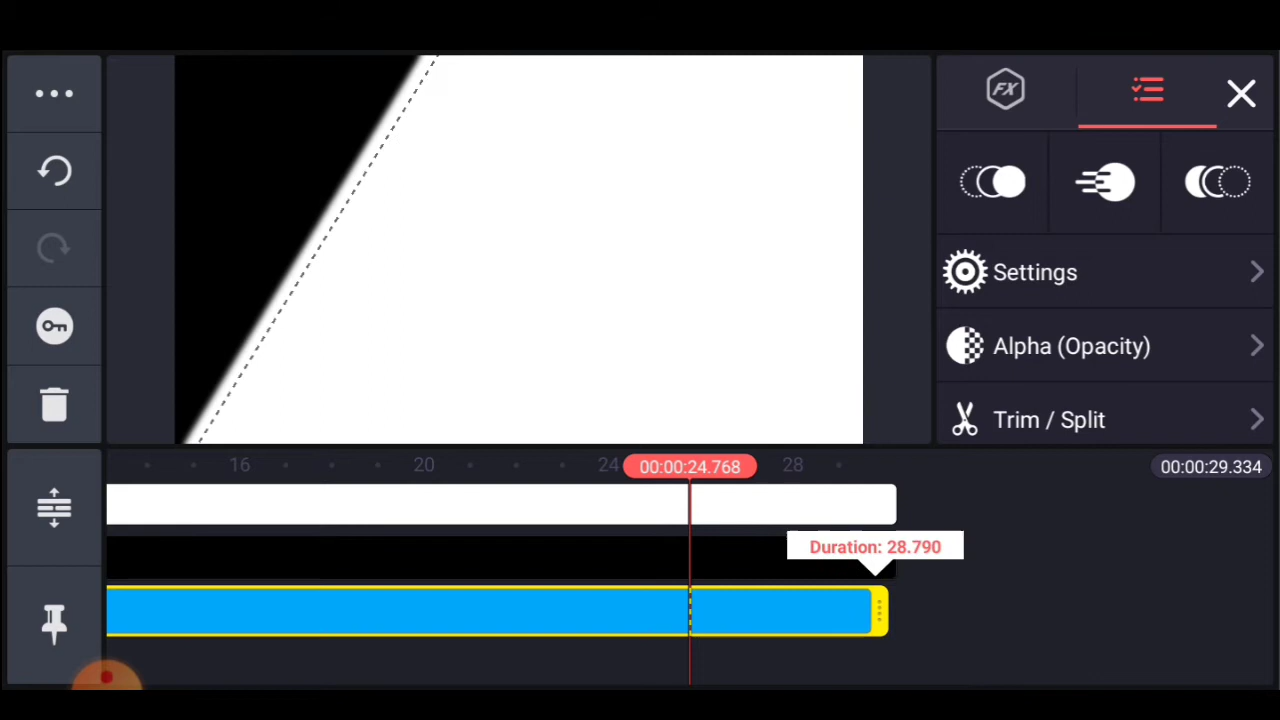 FX
Settings
Alpha (Opacity)
Trim / Split
16
20
24
00:00:24.768
28
00:00:29.334
Duration: 28.790